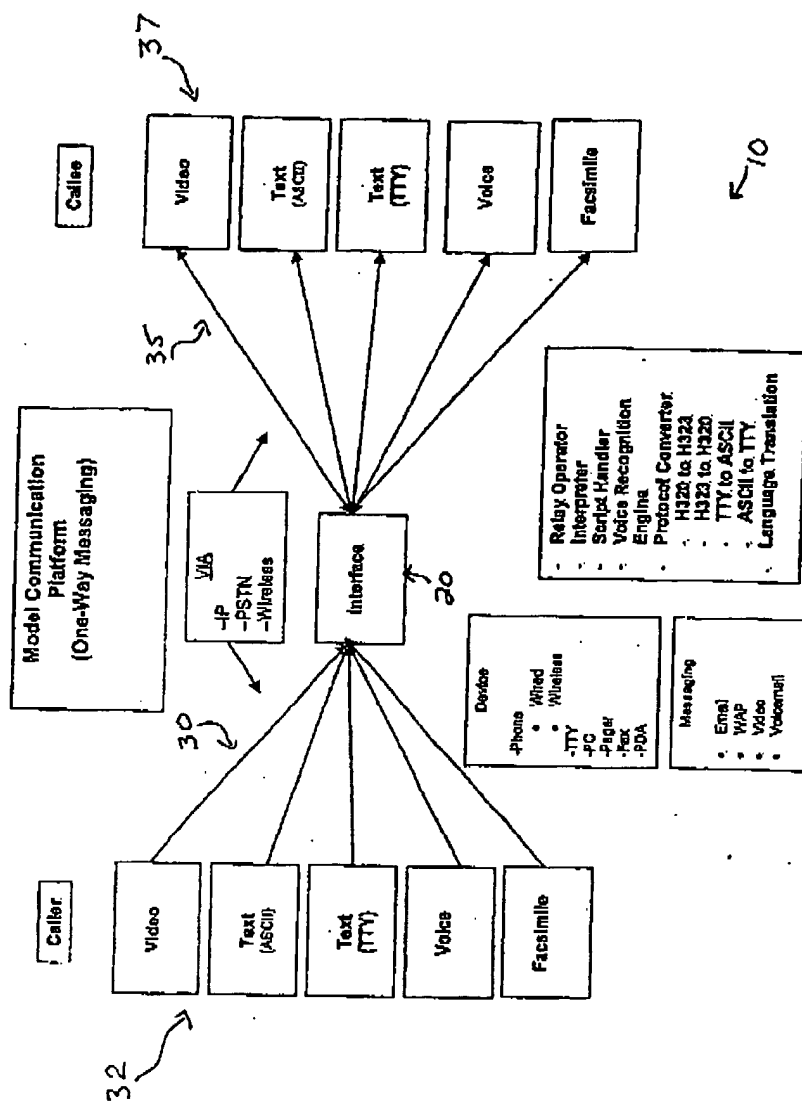 Model Communication
Platform
(One-Way Messaging)
Caller
Callee
VIA
-IP
-PSTN
-Wireless
32
30
35
37
Video
Text
(ASCII)
Text
(TTY)
Voice
Facsimile
Interface
20
Video
Text
(ASCII)
Text
(TTY)
Voice
Facsimile
10
Device
-Phone
• Wired
• Wireless
-TTY
-PC
-Pager
-Fax
-PDA
Messaging
• Email
• WAP
• Video
• Voicemail
- Relay Operator
- Interpreter
- Script Handler
- Voice Recognition
Engine
- Protocol Converter
- H320 to H323
- H323 to H320
- TTY to ASCII
- ASCII to TTY
- Language Translation